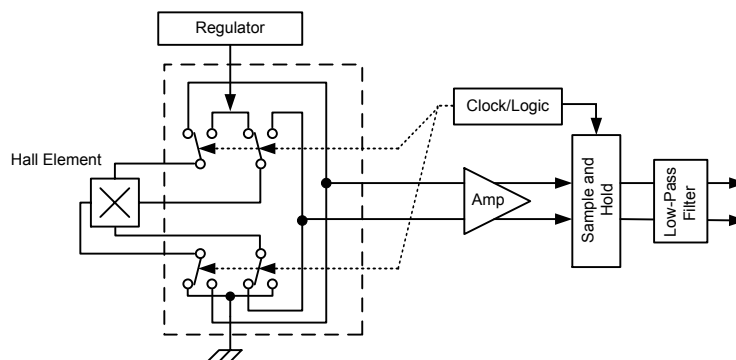 Regulator
Clock/Logic
Hall Element
Amp
Sample and
Hold
Low-Pass
Filter